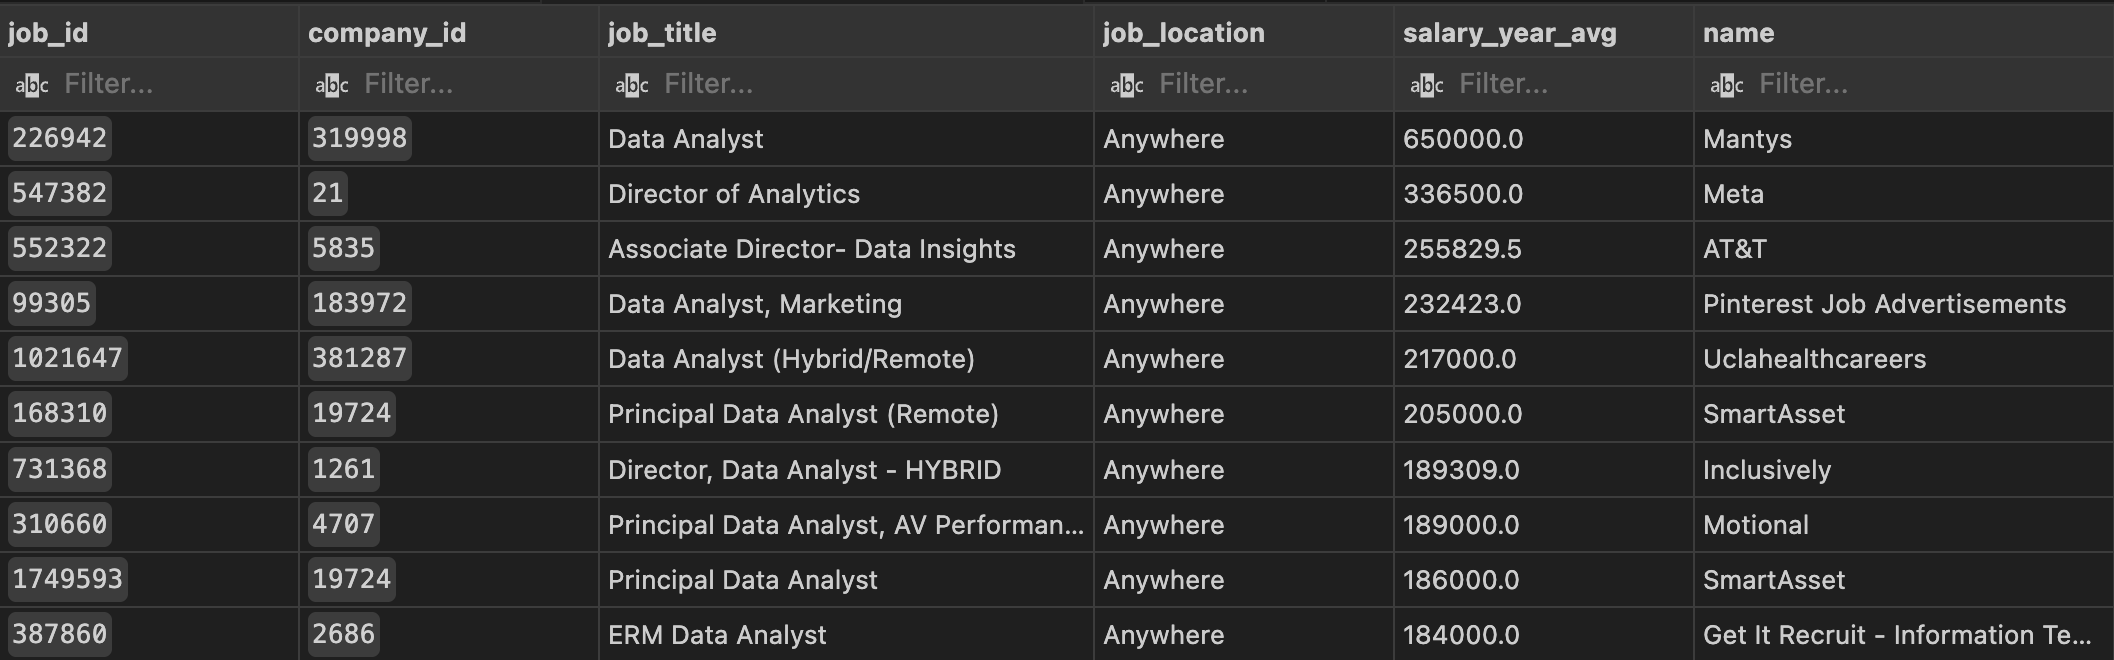 job_id company_id job_title job_location salary_year_avg name
abc Filter... abc Filter... abc Filter... abc Filter... abc Filter... abc Filter...
226942 319998 Data Analyst Anywhere 650000.0 Mantys
547382 21 Director of Analytics Anywhere 336500.0 Meta
552322 5835 Associate Director- Data Insights Anywhere 255829.5 AT&T
99305 183972 Data Analyst, Marketing Anywhere 232423.0 Pinterest Job Advertisements
1021647 381287 Data Analyst (Hybrid/Remote) Anywhere 217000.0 Uclahealthcareers
168310 19724 Principal Data Analyst (Remote) Anywhere 205000.0 SmartAsset
731368 1261 Director, Data Analyst - HYBRID Anywhere 189309.0 Inclusively
310660 4707 Principal Data Analyst, AV Performan... Anywhere 189000.0 Motional
1749593 19724 Principal Data Analyst Anywhere 186000.0 SmartAsset
387860 2686 ERM Data Analyst Anywhere 184000.0 Get It Recruit - Information Te...